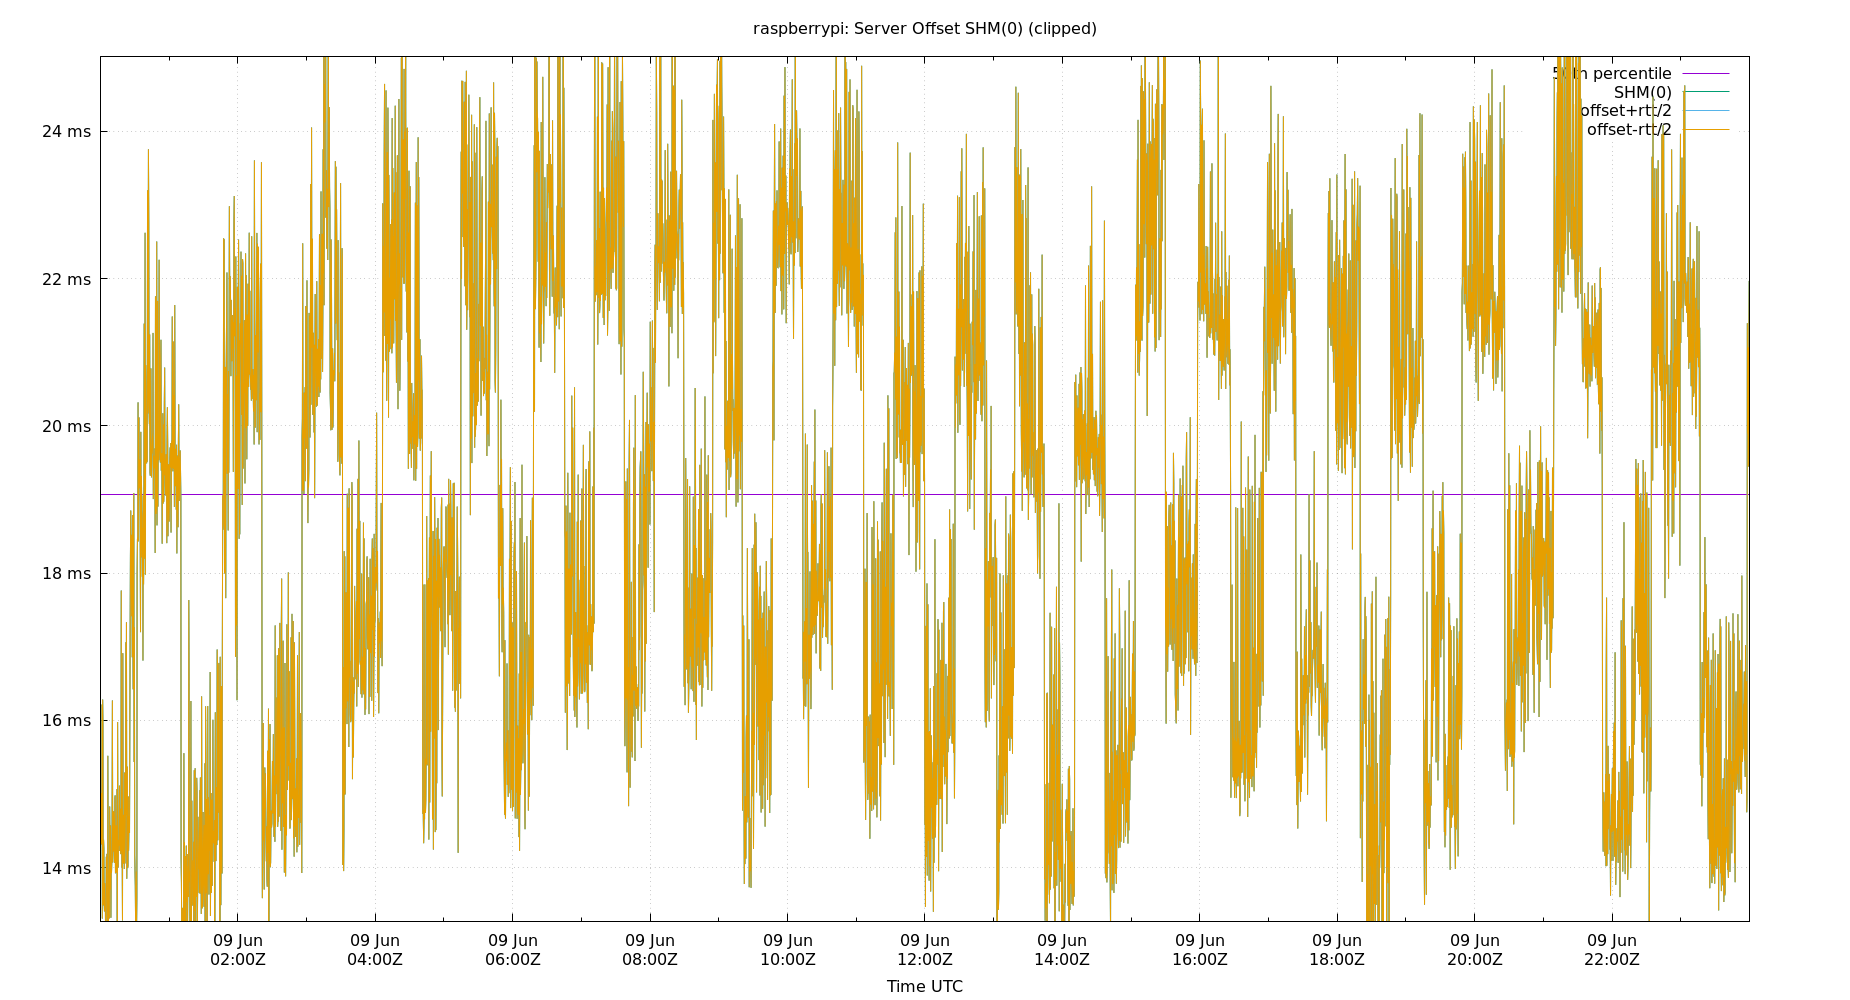 raspberrypi: Server Offset SHM(0) (clipped)
percentile
SHM(0)
offset+rtt/2
offset-rtt/2
24 ms
22 ms
20 ms
18 ms
16 ms
14 ms
09 Jun 09 Jun 09 Jun 09 Jun 09 Jun 09 Jun 09 Jun 09 Jun 09 Jun 09 Jun 09 Jun
02:00Z 04:00Z 06:00Z 08:00Z 10:00Z 12:00Z 14:00Z 16:00Z 18:00Z 20:00Z 22:00Z
Time UTC